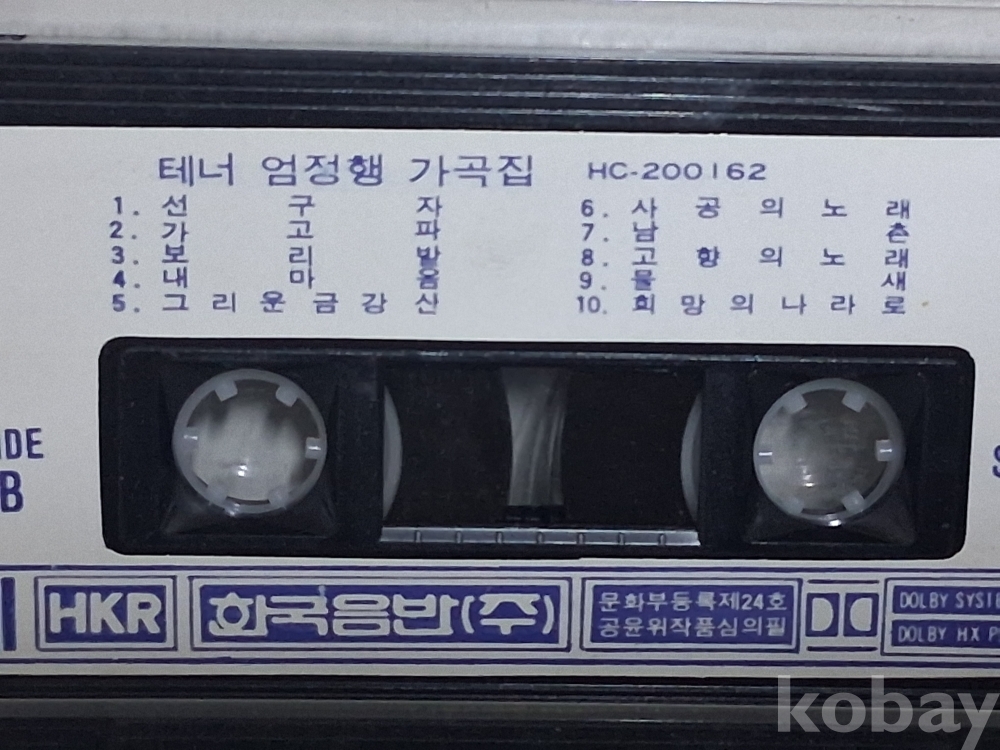 테너 엄정행 가곡집 HC-200162
1. 선구자
2. 가고파
3. 보리밭
4. 내마음
5. 그리운금강산
6. 사공의노래
7. 남촌
8. 고향의노래
9. 물새
10. 희망의나라로
B
HKR 한국음반(주)
문화부등록제24호
공윤위작품심의필
DOLBY
DOLBY HX
kobay